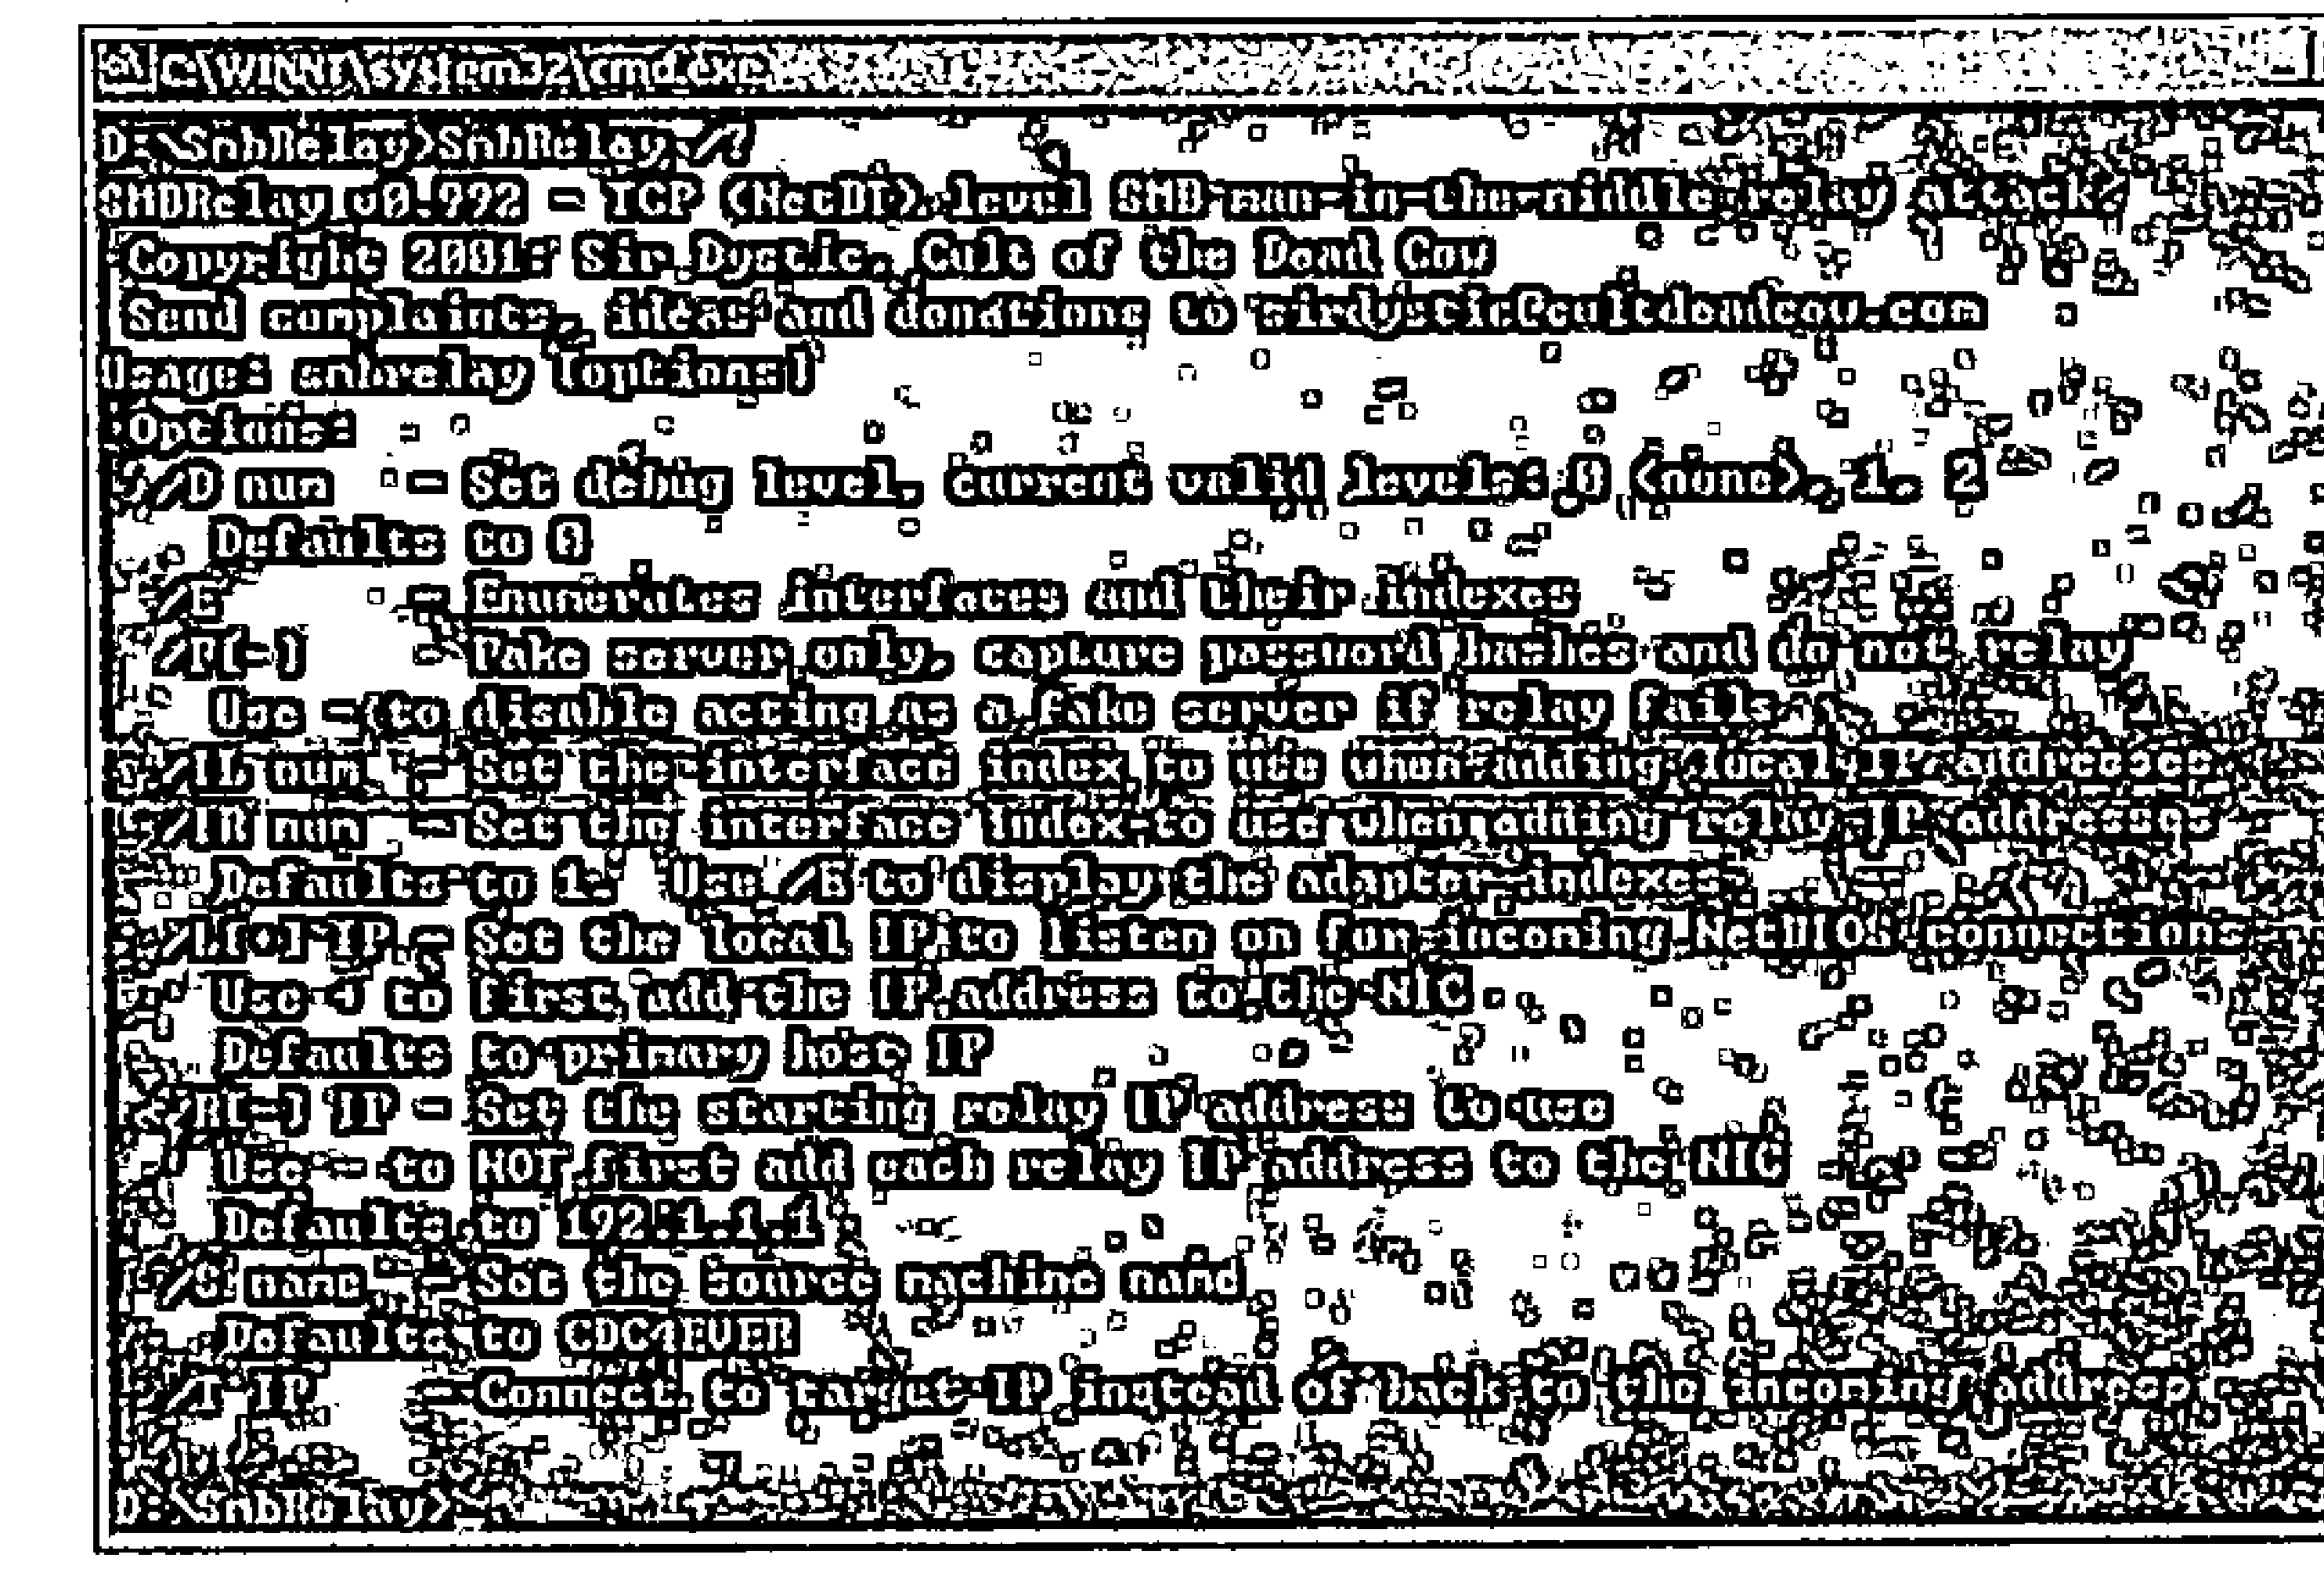 C:\WINNT\system32\cmd.exe
D:\SmbRelay>SmbRelay /?
SMBRelay v0.992 - TCP (NetBT) level SMB man-in-the-middle relay attack
Copyright 2001: Sir Dystic, Cult of the Dead Cow
Send complaints, ideas and donations to sirdystic@cultdeadcow.com
Usage: smbrelay [options]
Options:
/D num - Set debug level, current valid levels: 0 (none), 1, 2
Defaults to 0
/E - Enumerates interfaces and their indexes
/F[-] - Fake server only, capture password hashes and do not relay
Use - to disable acting as a fake server if relay fails
/IL num - Set the interface index to use when adding local IP addresses
/IR num - Set the interface index to use when adding relay IP addresses
Defaults to 1. Use /E to display the adapter indexes
/L[+] IP - Set the local IP to listen on for incoming NetBIOS connections
Use + to first add the IP address to the NIC
Defaults to primary host IP
/R[-] IP - Set the starting relay IP address to use
Use - to NOT first add each relay IP address to the NIC
Defaults to 192.1.1.1
/S name - Set the source machine name
Defaults to CDC4EVER
/T IP - Connect to target IP instead of back to the incoming address
D:\SmbRelay>